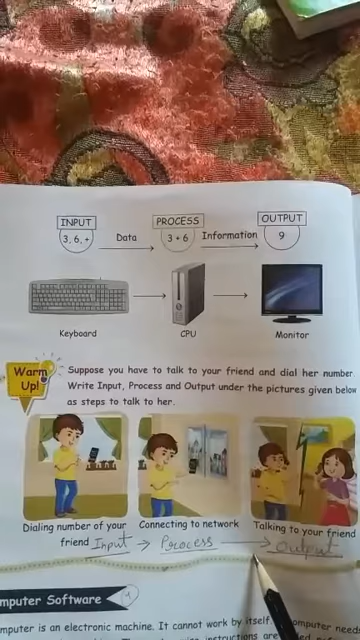 INPUT PROCESS OUTPUT
3, 6, + Data 3 + 6 Information 9
Keyboard CPU Monitor
Warm Up! Suppose you have to talk to your friend and dial her number.
Write Input, Process and Output under the pictures given below
as steps to talk to her.
Dialing number of your Connecting to network Talking to your friend
friend Input → Process → Output
mputer Software
mputer is an electronic machine. It cannot work by itself. omputer need